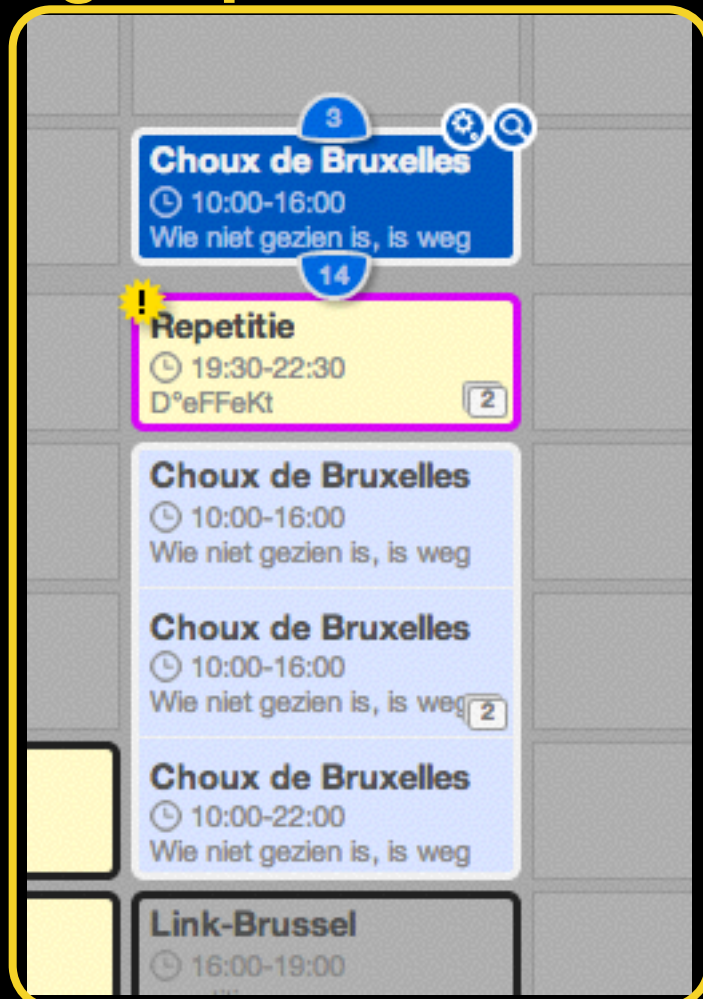 3
Choux de Bruxelles
10:00-16:00
Wie niet gezien is, is weg
14
!
Repetitie
19:30-22:30
D°eFFeKt
2
Choux de Bruxelles
10:00-16:00
Wie niet gezien is, is weg
Choux de Bruxelles
10:00-16:00
Wie niet gezien is, is weg
2
Choux de Bruxelles
10:00-22:00
Wie niet gezien is, is weg
Link-Brussel
16:00-19:00